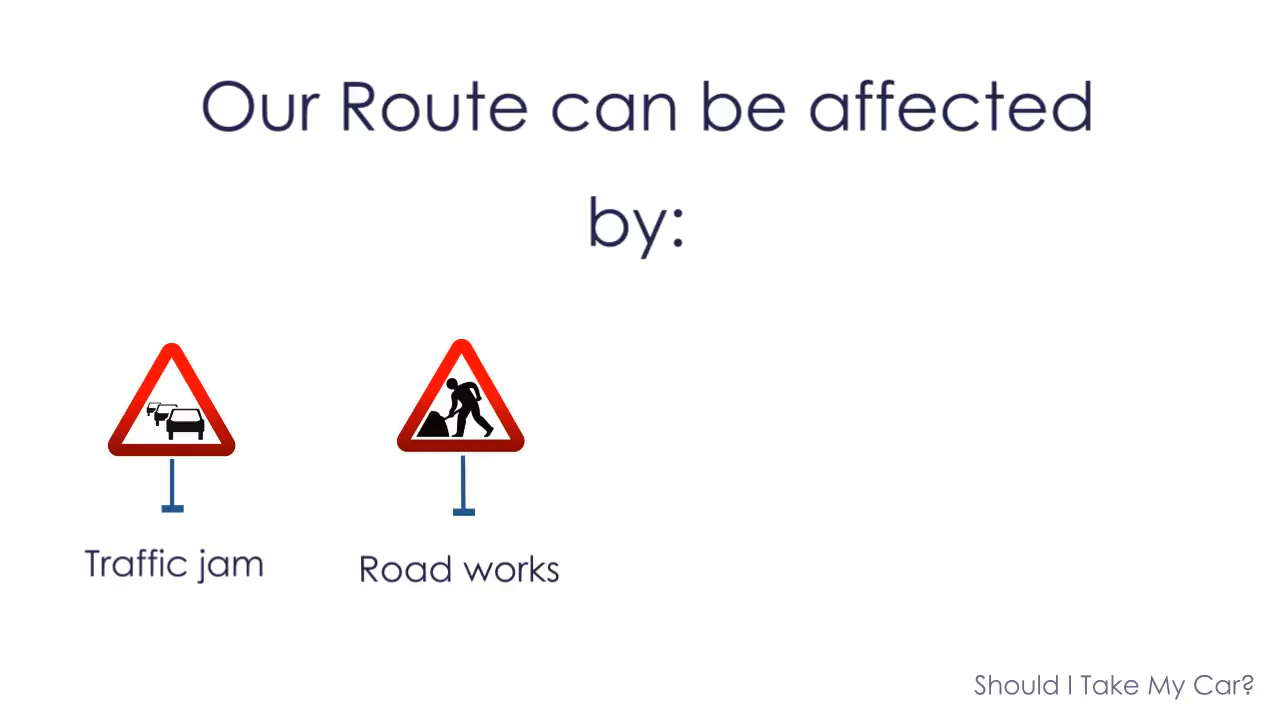 Our Route can be affected
by:
Traffic jam
Road works
Should I Take My Car?